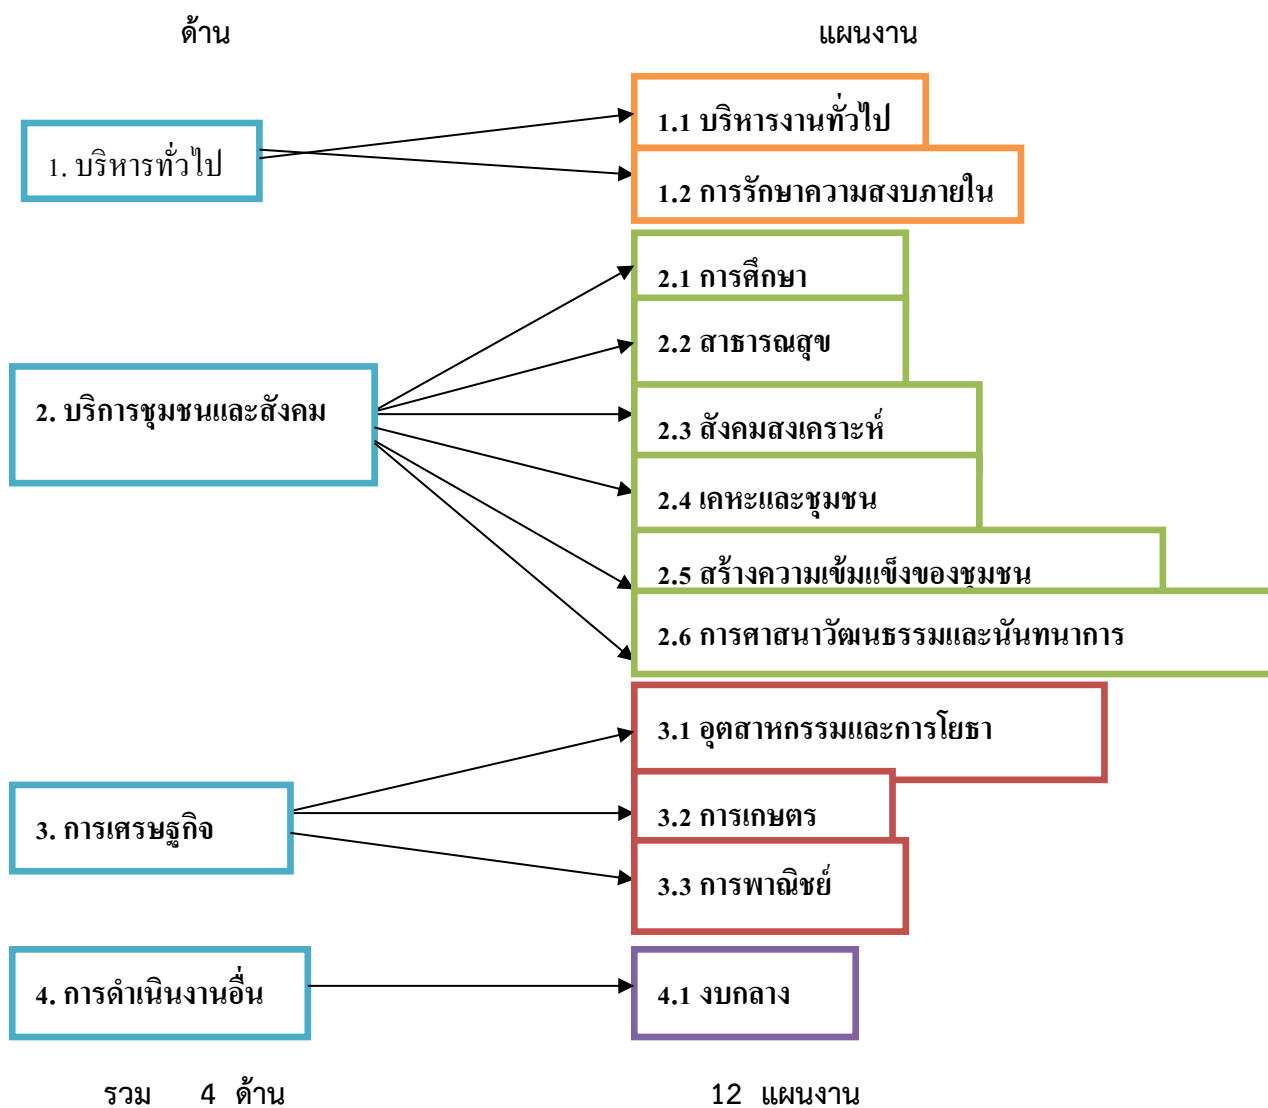 ด้าน แผนงาน
1. บริหารทั่วไป
1.1 บริหารงานทั่วไป
1.2 การรักษาความสงบภายใน
2. บริการชุมชนและสังคม
2.1 การศึกษา
2.2 สาธารณสุข
2.3 สังคมสงเคราะห์
2.4 เคหะและชุมชน
2.5 สร้างความเข้มแข็งของชุมชน
2.6 การศาสนาวัฒนธรรมและนันทนาการ
3. การเศรษฐกิจ
3.1 อุตสาหกรรมและการโยธา
3.2 การเกษตร
3.3 การพาณิชย์
4. การดำเนินงานอื่น
4.1 งบกลาง
รวม 4 ด้าน 12 แผนงาน